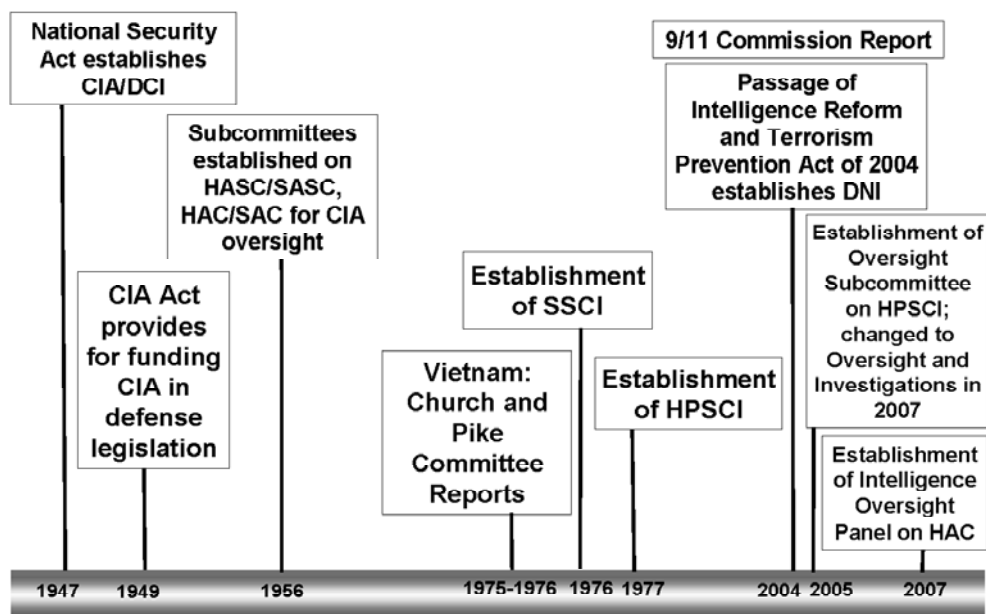 National Security
Act establishes
CIA/DCI
CIA Act
provides
for funding
CIA in
defense
legislation
Subcommittees
established on
HASC/SASC,
HAC/SAC for CIA
oversight
Vietnam:
Church and
Pike
Committee
Reports
Establishment
of SSCI
Establishment
of HPSCI
9/11 Commission Report
Passage of
Intelligence Reform
and Terrorism
Prevention Act of 2004
establishes DNI
Establishment of
Oversight
Subcommittee
on HPSCI;
changed to
Oversight and
Investigations in
2007
Establishment
of Intelligence
Oversight
Panel on HAC
1947 1949 1956 1975-1976 1976 1977 2004 2005 2007